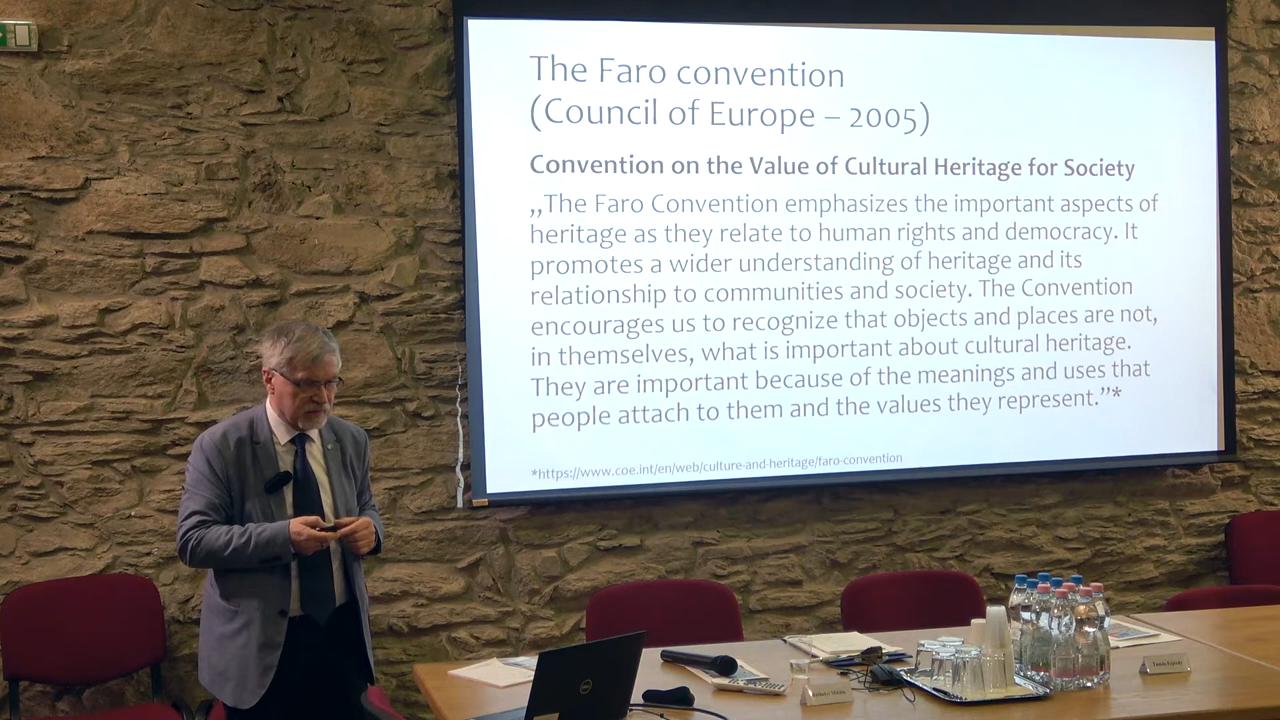 The Faro convention
(Council of Europe – 2005)
Convention on the Value of Cultural Heritage for Society
„The Faro Convention emphasizes the important aspects of
heritage as they relate to human rights and democracy. It
promotes a wider understanding of heritage and its
relationship to communities and society. The Convention
encourages us to recognize that objects and places are not,
in themselves, what is important about cultural heritage.
They are important because of the meanings and uses that
people attach to them and the values they represent.”*
*https://www.coe.int/en/web/culture-and-heritage/faro-convention
DELL